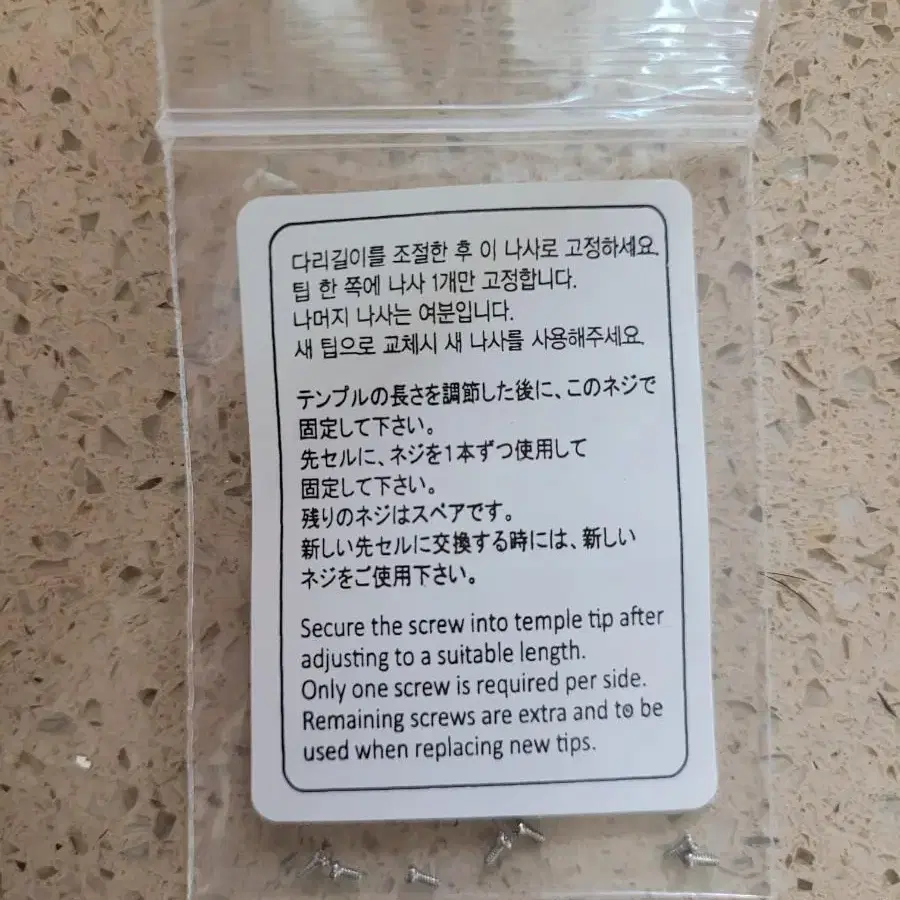 다리길이를 조절한 후 이 나사로 고정하세요.
팁 한 쪽에 나사 1개만 고정합니다.
나머지 나사는 여분입니다.
새 팁으로 교체시 새 나사를 사용해주세요.
テンプルの長さを調節した後に、このネジで
固定して下さい。
先セルに、ネジを1本ずつ使用して
固定して下さい。
残りのネジはスペアです。
新しい先セルに交換する時には、新しい
ネジをご使用下さい。
Secure the screw into temple tip after
adjusting to a suitable length.
Only one screw is required per side.
Remaining screws are extra and to be
used when replacing new tips.